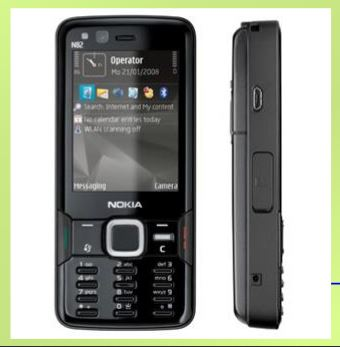 N82
Operator
Mo 21/01/2008
Search: Internet and My content
No calendar entries today
WLAN scanning off
Messaging Camera
NOKIA
C
1 2 abc def 3
4 ghi 5 jkl mno 6
7 pqrs 8 tuv wxyz 9